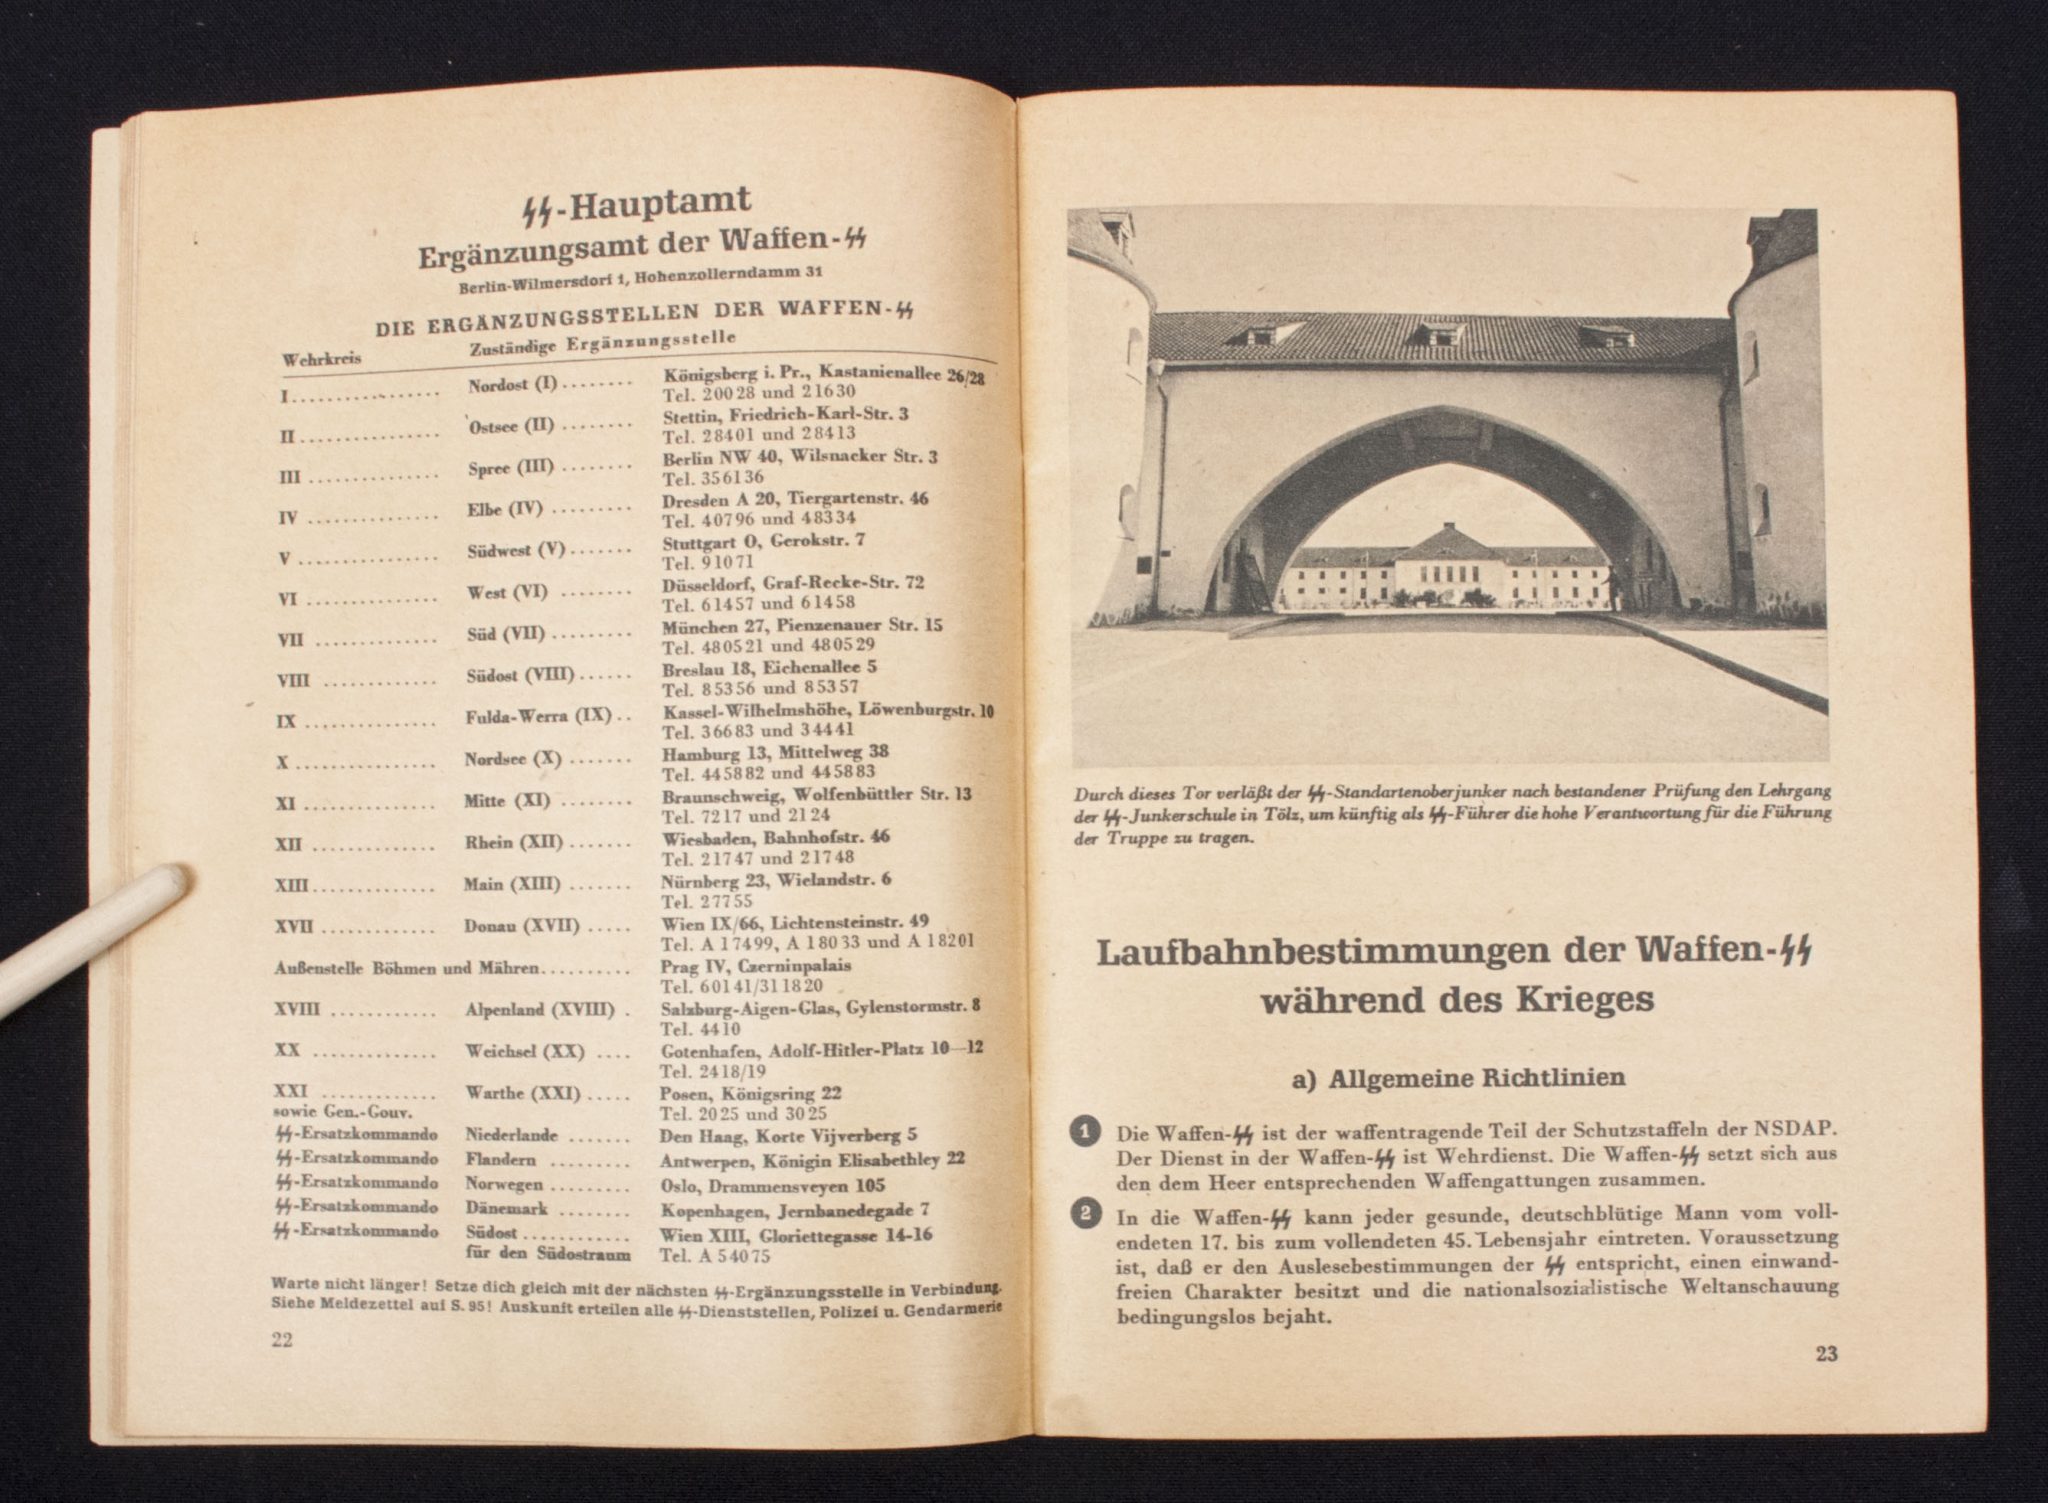 ᛋᛋ-Hauptamt
Ergänzungsamt der Waffen-ᛋᛋ
Berlin-Wilmersdorf 1, Hohenzollerndamm 31
DIE ERGÄNZUNGSSTELLEN DER WAFFEN-ᛋᛋ
Wehrkreis Zuständige Ergänzungsstelle
I................ Nordost (I)........ Königsberg i. Pr., Kastanienallee 26/28
Tel. 20028 und 21630
II................ Ostsee (II)........ Stettin, Friedrich-Karl-Str. 3
Tel. 28401 und 28413
III............... Spree (III)........ Berlin NW 40, Wilsnacker Str. 3
Tel. 356136
IV............... Elbe (IV)......... Dresden A 20, Tiergartenstr. 46
Tel. 40796 und 48334
V................ Südwest (V)....... Stuttgart O, Gerokstr. 7
Tel. 91071
VI............... West (VI)........ Düsseldorf, Graf-Recke-Str. 72
Tel. 61457 und 61458
VII.............. Süd (VII)......... München 27, Pienzenauer Str. 15
Tel. 480521 und 480529
VIII............. Südost (VIII)...... Breslau 18, Eichenallee 5
Tel. 85356 und 85357
IX............... Fulda-Werra (IX).. Kassel-Wilhelmshöhe, Löwenburgstr. 10
Tel. 36683 und 34441
X................ Nordsee (X)....... Hamburg 13, Mittelweg 38
Tel. 445882 und 445883
XI............... Mitte (XI)........ Braunschweig, Wolfenbüttler Str. 13
Tel. 7217 und 2124
XII.............. Rhein (XII)....... Wiesbaden, Bahnhofstr. 46
Tel. 21747 und 21748
XIII.............. Main (XIII)....... Nürnberg 23, Wielandstr. 6
Tel. 27755
XVII............. Donau (XVII)..... Wien IX/66, Lichtensteinstr. 49
Tel. A 17499, A 18033 und A 18201
Außenstelle Böhmen und Mähren.......... Prag IV, Czerninpalais
Tel. 60141/311820
XVIII............ Alpenland (XVIII). Salzburg-Aigen-Glas, Gylenstormstr. 8
Tel. 4410
XX.............. Weichsel (XX).... Gotenhafen, Adolf-Hitler-Platz 10—12
Tel. 2418/19
XXI............. Warthe (XXI)..... Posen, Königsring 22
sowie Gen.-Gouv. Tel. 2025 und 3025
ᛋᛋ-Ersatzkommando Niederlande....... Den Haag, Korte Vijverberg 5
ᛋᛋ-Ersatzkommando Flandern......... Antwerpen, Königin Elisabethley 22
ᛋᛋ-Ersatzkommando Norwegen......... Oslo, Drammensveyen 105
ᛋᛋ-Ersatzkommando Dänemark........ Kopenhagen, Jernbanedegade 7
ᛋᛋ-Ersatzkommando Südost............ Wien XIII, Gloriettegasse 14-16
für den Südostraum Tel. A 54075
Warte nicht länger! Setze dich gleich mit der nächsten ᛋᛋ-Ergänzungsstelle in Verbindung.
Siehe Meldezettel auf S. 95! Auskunft erteilen alle ᛋᛋ-Dienststellen, Polizei u. Gendarmerie
22
Durch dieses Tor verläßt der ᛋᛋ-Standartenoberjunker nach bestandener Prüfung den Lehrgang
der ᛋᛋ-Junkerschule in Tölz, um künftig als ᛋᛋ-Führer die hohe Verantwortung für die Führung
der Truppe zu tragen.
Laufbahnbestimmungen der Waffen-ᛋᛋ
während des Krieges
a) Allgemeine Richtlinien
1 Die Waffen-ᛋᛋ ist der waffentragende Teil der Schutzstaffeln der NSDAP.
Der Dienst in der Waffen-ᛋᛋ ist Wehrdienst. Die Waffen-ᛋᛋ setzt sich aus
den dem Heer entsprechenden Waffengattungen zusammen.
2 In die Waffen-ᛋᛋ kann jeder gesunde, deutschblütige Mann vom voll-
endeten 17. bis zum vollendeten 45. Lebensjahr eintreten. Voraussetzung
ist, daß er den Auslesebestimmungen der ᛋᛋ entspricht, einen einwand-
freien Charakter besitzt und die nationalsozialistische Weltanschauung
bedingungslos bejaht.
23